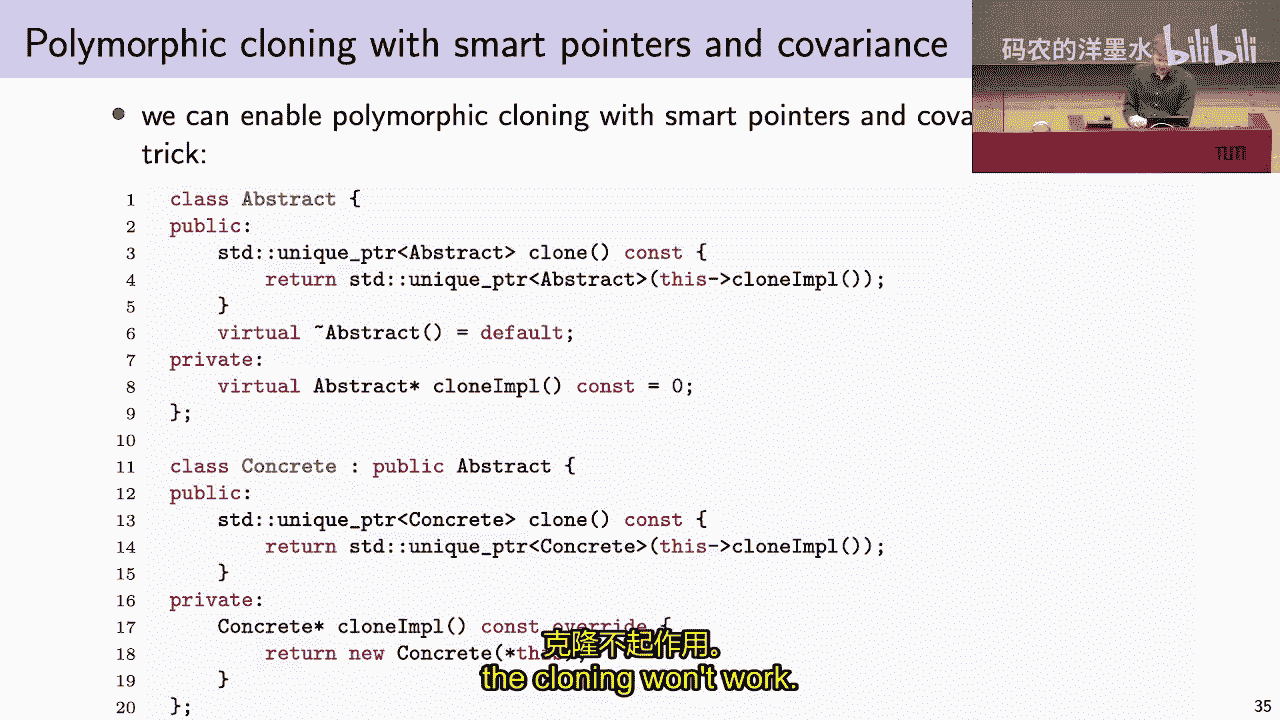 Polymorphic cloning with smart pointers and covariance
码农的洋墨水 bilibili
TUM
• we can enable polymorphic cloning with smart pointers and cova
trick:
1 class Abstract {
2 public:
3 std::unique_ptr<Abstract> clone() const {
4 return std::unique_ptr<Abstract>(this->cloneImpl());
5 }
6 virtual ~Abstract() = default;
7 private:
8 virtual Abstract* cloneImpl() const = 0;
9 };
10
11 class Concrete : public Abstract {
12 public:
13 std::unique_ptr<Concrete> clone() const {
14 return std::unique_ptr<Concrete>(this->cloneImpl());
15 }
16 private:
17 Concrete* cloneImpl() const override {
18 return new Concrete(*this);
19 }
20 };
克隆不起作用。
the cloning won't work.
35